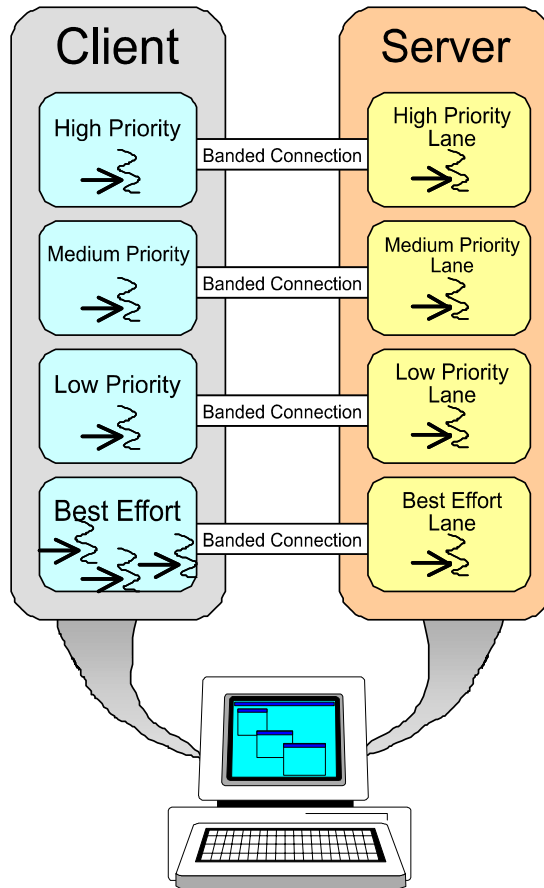 Client
Server
High Priority
Banded Connection
High Priority
Lane
Medium Priority
Banded Connection
Medium Priority
Lane
Low Priority
Banded Connection
Low Priority
Lane
Best Effort
Banded Connection
Best Effort
Lane